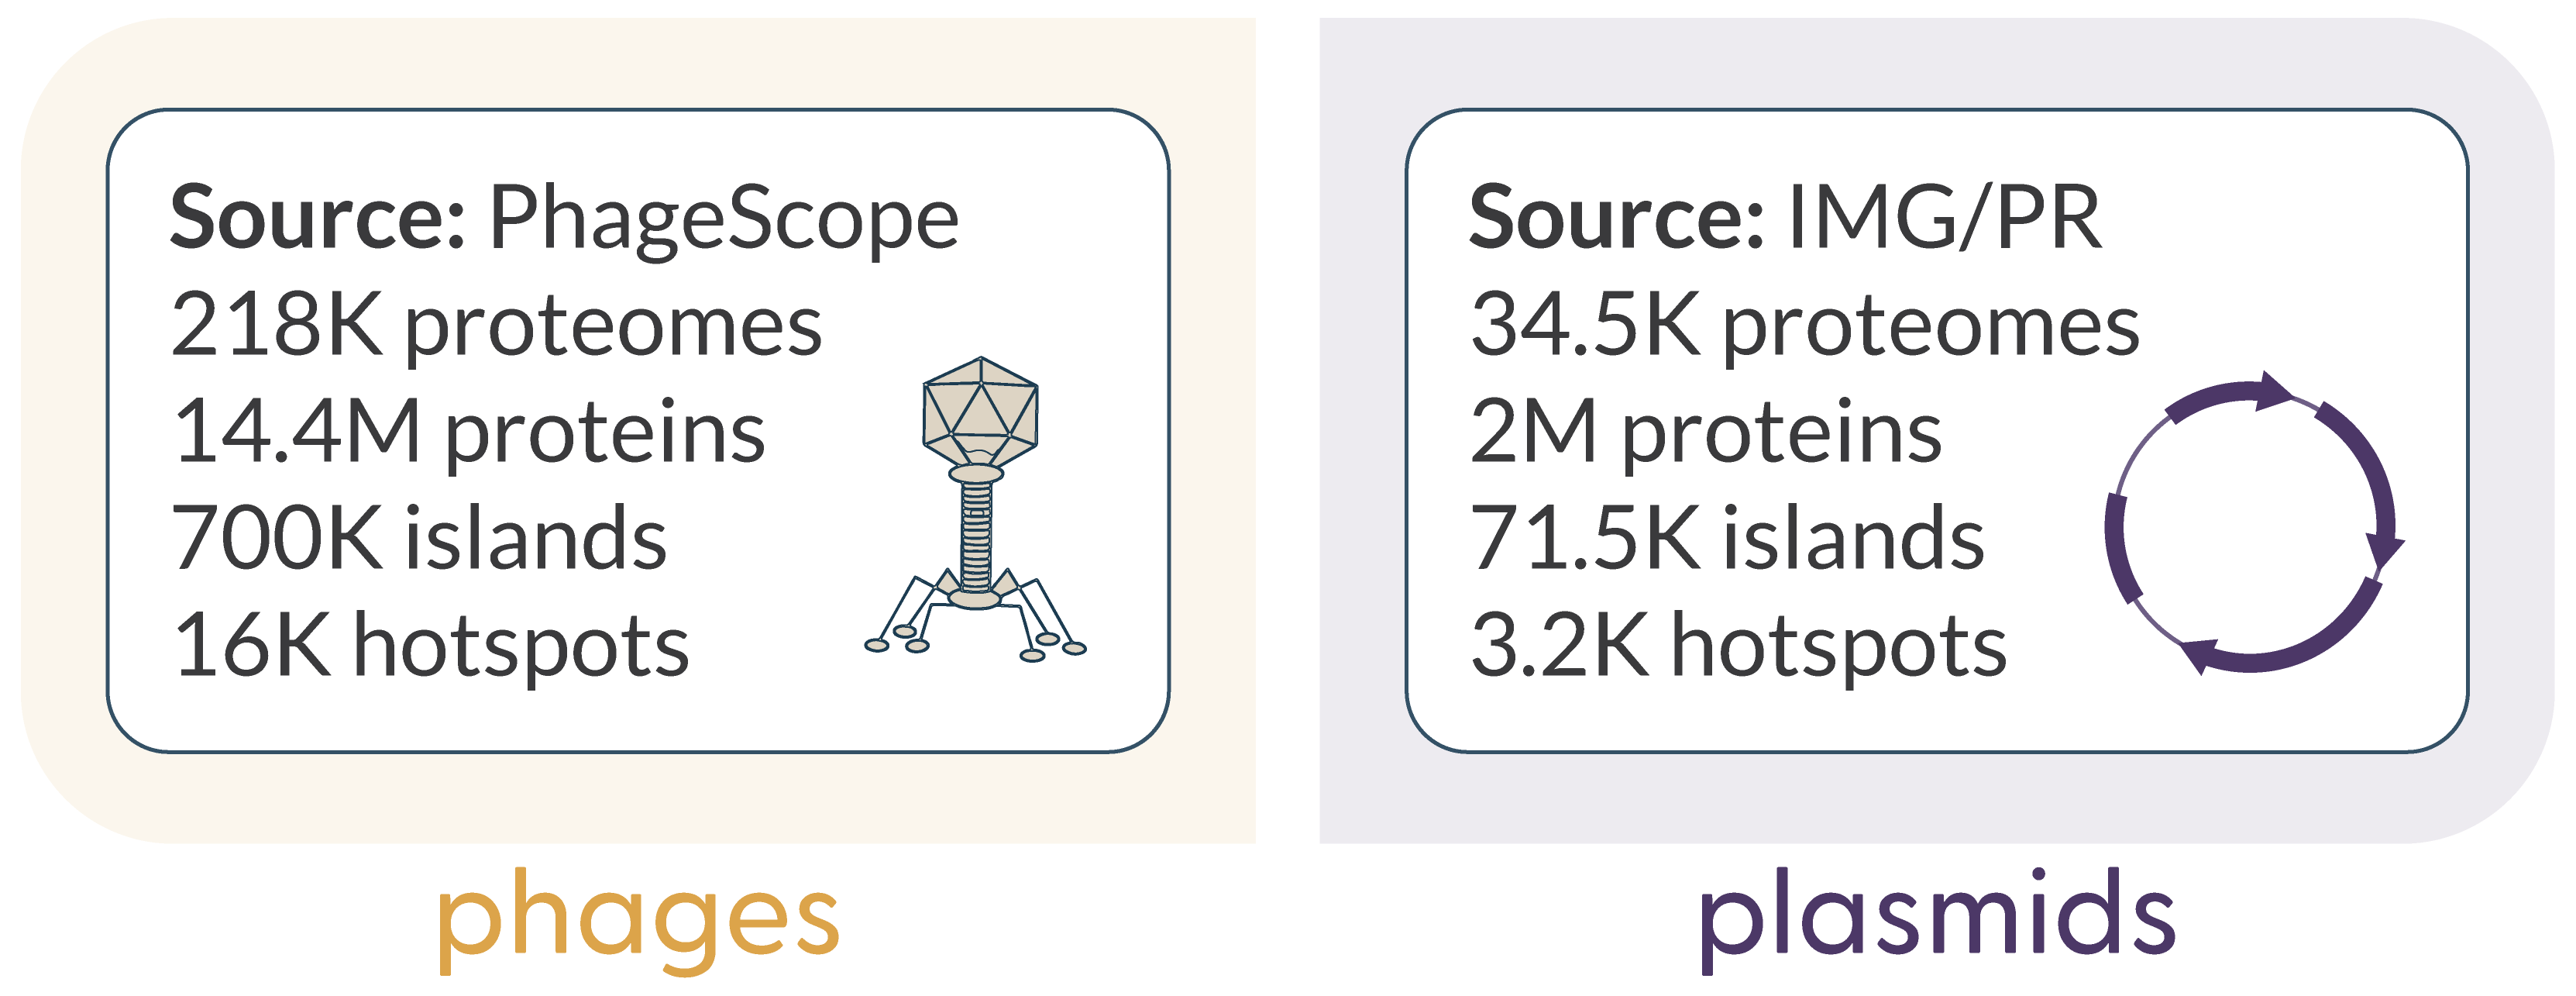 Source: PhageScope
218K proteomes
14.4M proteins
700K islands
16K hotspots
phages
Source: IMG/PR
34.5K proteomes
2M proteins
71.5K islands
3.2K hotspots
plasmids